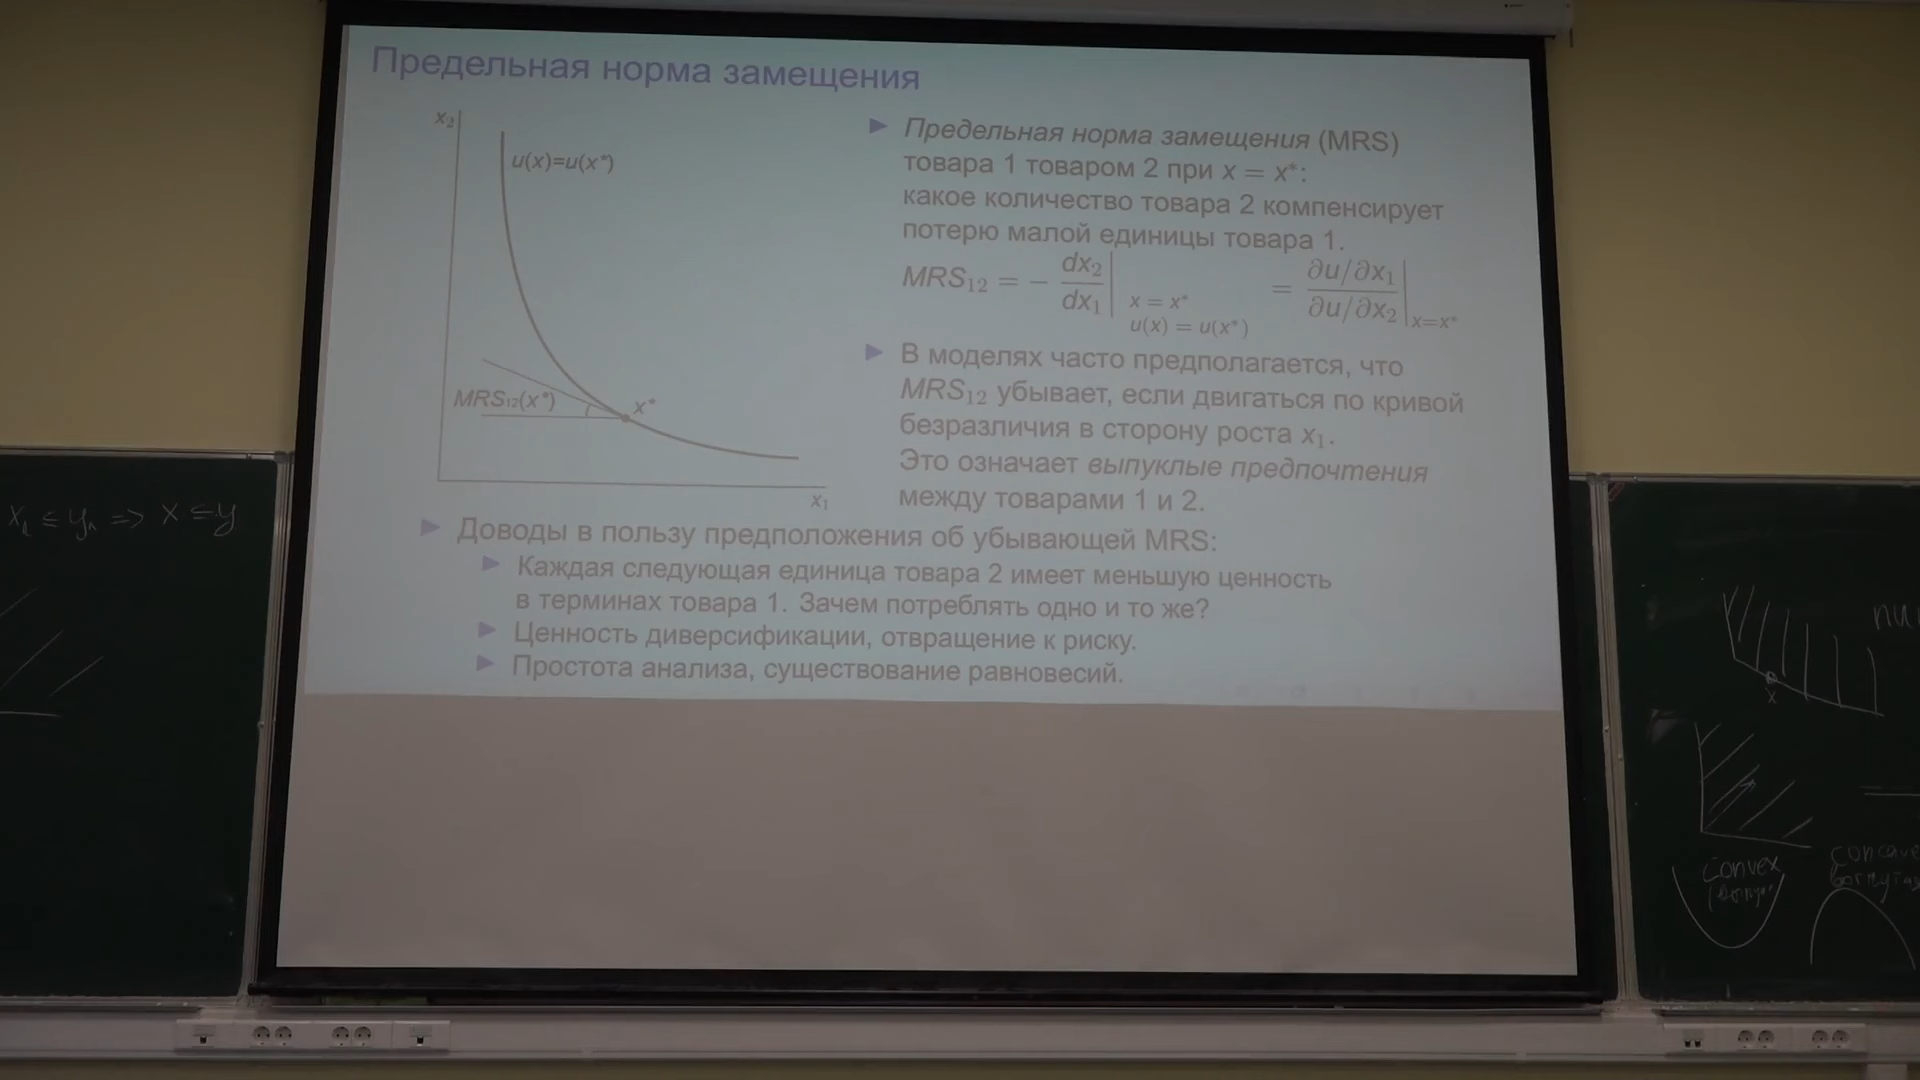 Предельная норма замещения
x₂
u(x)=u(x*)
MRS₁₂(x*)
x*
x₁
► Предельная норма замещения (MRS)
товара 1 товаром 2 при x = x*:
какое количество товара 2 компенсирует
потерю малой единицы товара 1.
MRS₁₂ = − dx₂/dx₁ | x = x* u(x) = u(x*) = ∂u/∂x₁ / ∂u/∂x₂ | x=x*
► В моделях часто предполагается, что
MRS₁₂ убывает, если двигаться по кривой
безразличия в сторону роста x₁.
Это означает выпуклые предпочтения
между товарами 1 и 2.
► Доводы в пользу предположения об убывающей MRS:
► Каждая следующая единица товара 2 имеет меньшую ценность
в терминах товара 1. Зачем потреблять одно и то же?
► Ценность диверсификации, отвращение к риску.
► Простота анализа, существование равновесий.
⇒ x ≤ y
x
convex
concave